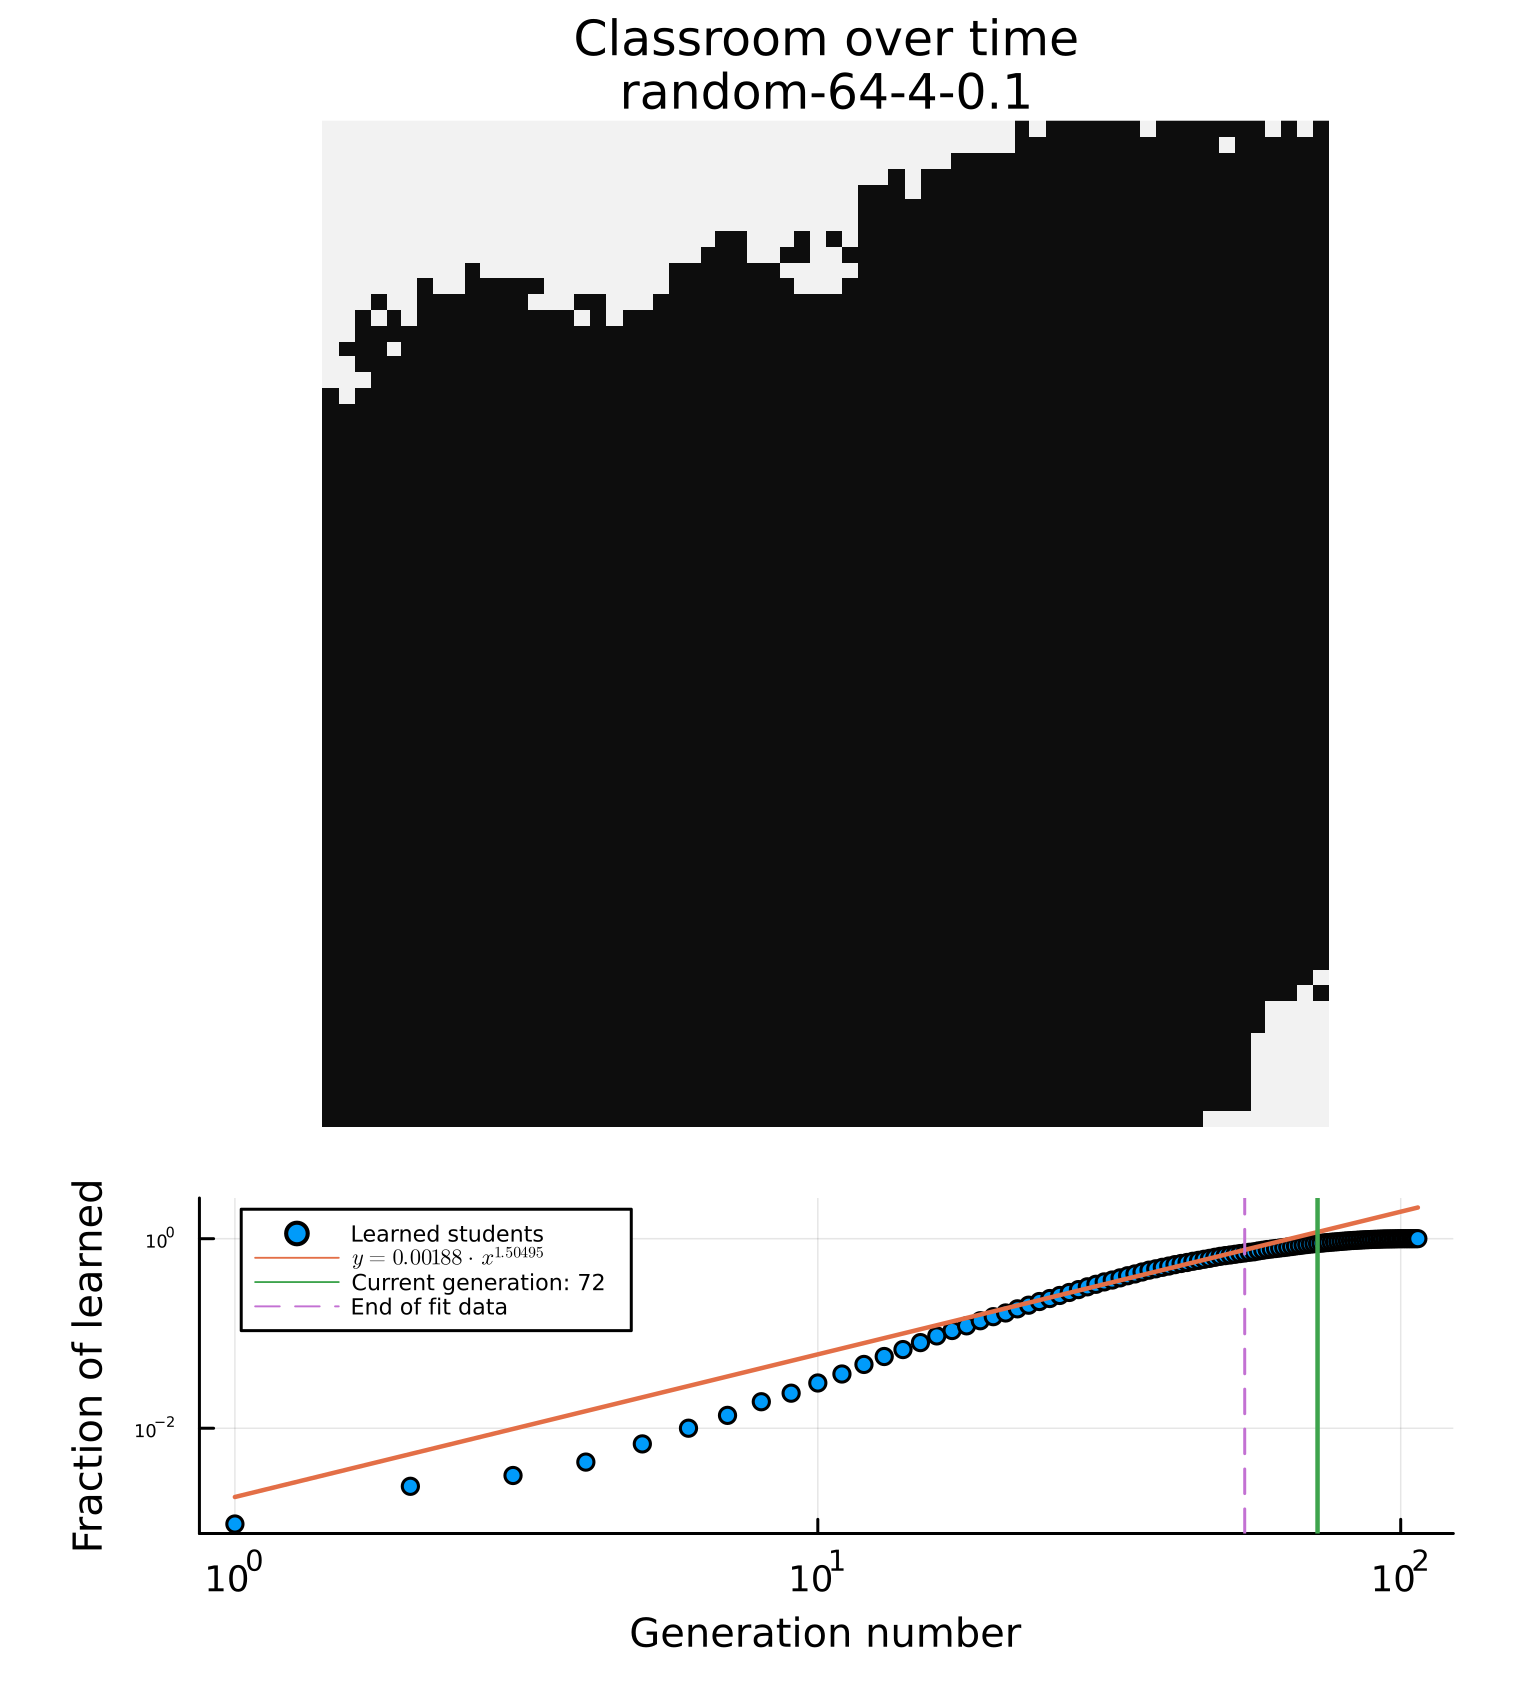 Classroom over time
random-64-4-0.1
Fraction of learned
10^0
10^-2
Learned students
y = 0.00188 · x^1.50495
Current generation: 72
End of fit data
10^0
10^1
10^2
Generation number